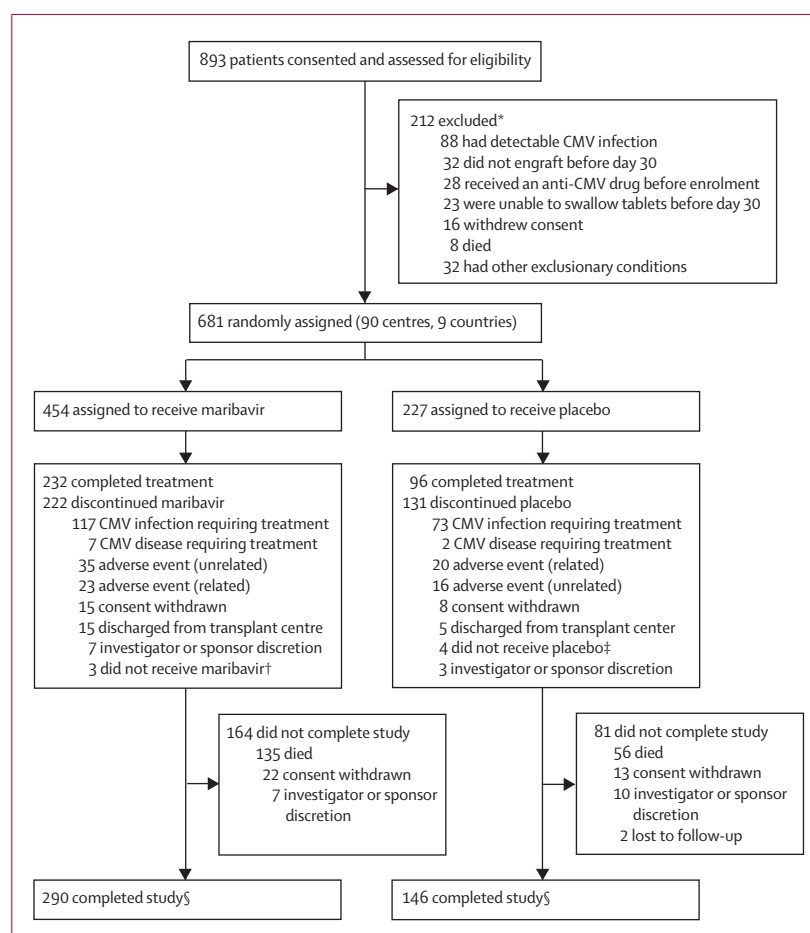 893 patients consented and assessed for eligibility
212 excluded*
88 had detectable CMV infection
32 did not engraft before day 30
28 received an anti-CMV drug before enrolment
23 were unable to swallow tablets before day 30
16 withdrew consent
8 died
32 had other exclusionary conditions
681 randomly assigned (90 centres, 9 countries)
454 assigned to receive maribavir
227 assigned to receive placebo
232 completed treatment
222 discontinued maribavir
117 CMV infection requiring treatment
7 CMV disease requiring treatment
35 adverse event (unrelated)
23 adverse event (related)
15 consent withdrawn
15 discharged from transplant centre
7 investigator or sponsor discretion
3 did not receive maribavir†
96 completed treatment
131 discontinued placebo
73 CMV infection requiring treatment
2 CMV disease requiring treatment
20 adverse event (related)
16 adverse event (unrelated)
8 consent withdrawn
5 discharged from transplant center
4 did not receive placebo‡
3 investigator or sponsor discretion
164 did not complete study
135 died
22 consent withdrawn
7 investigator or sponsor
discretion
81 did not complete study
56 died
13 consent withdrawn
10 investigator or sponsor
discretion
2 lost to follow-up
290 completed study§
146 completed study§